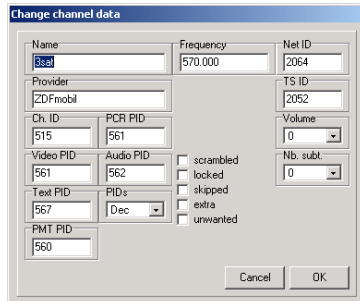 Change channel data
Name Frequency Net ID
3sat 570.000 2064
Provider TS ID
ZDFmobil 2052
Ch. ID PCR PID Volume
515 561 0
Video PID Audio PID scrambled Nb. subt.
561 562 locked 0
skipped
Text PID PIDs extra
567 Dec unwanted
PMT PID
560
Cancel OK